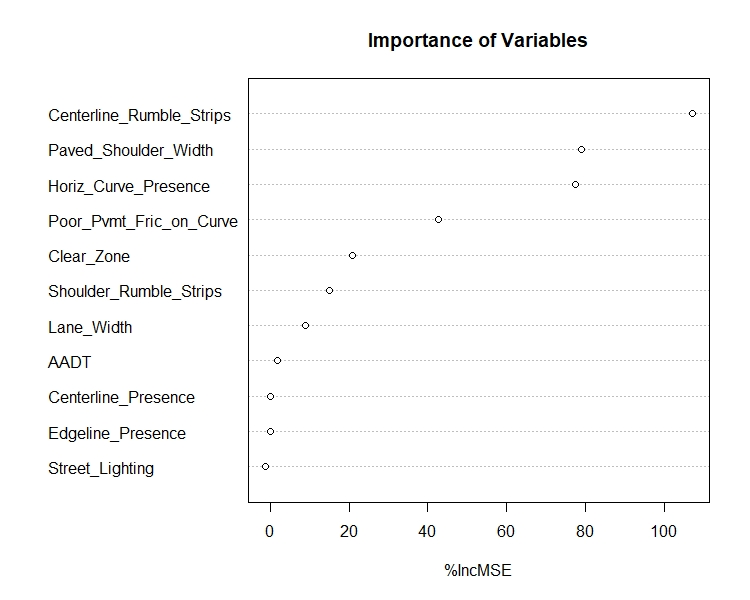 Importance of Variables
Centerline_Rumble_Strips
Paved_Shoulder_Width
Horiz_Curve_Presence
Poor_Pvmt_Fric_on_Curve
Clear_Zone
Shoulder_Rumble_Strips
Lane_Width
AADT
Centerline_Presence
Edgeline_Presence
Street_Lighting
0 20 40 60 80 100
%IncMSE